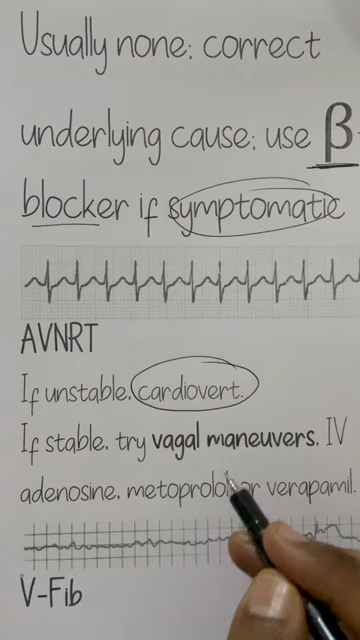 Usually none; correct
underlying cause; use β
blocker if symptomatic
AVNRT
If unstable, cardiovert.
If stable, try vagal maneuvers, IV
adenosine, metoprolol or verapamil.
V-Fib